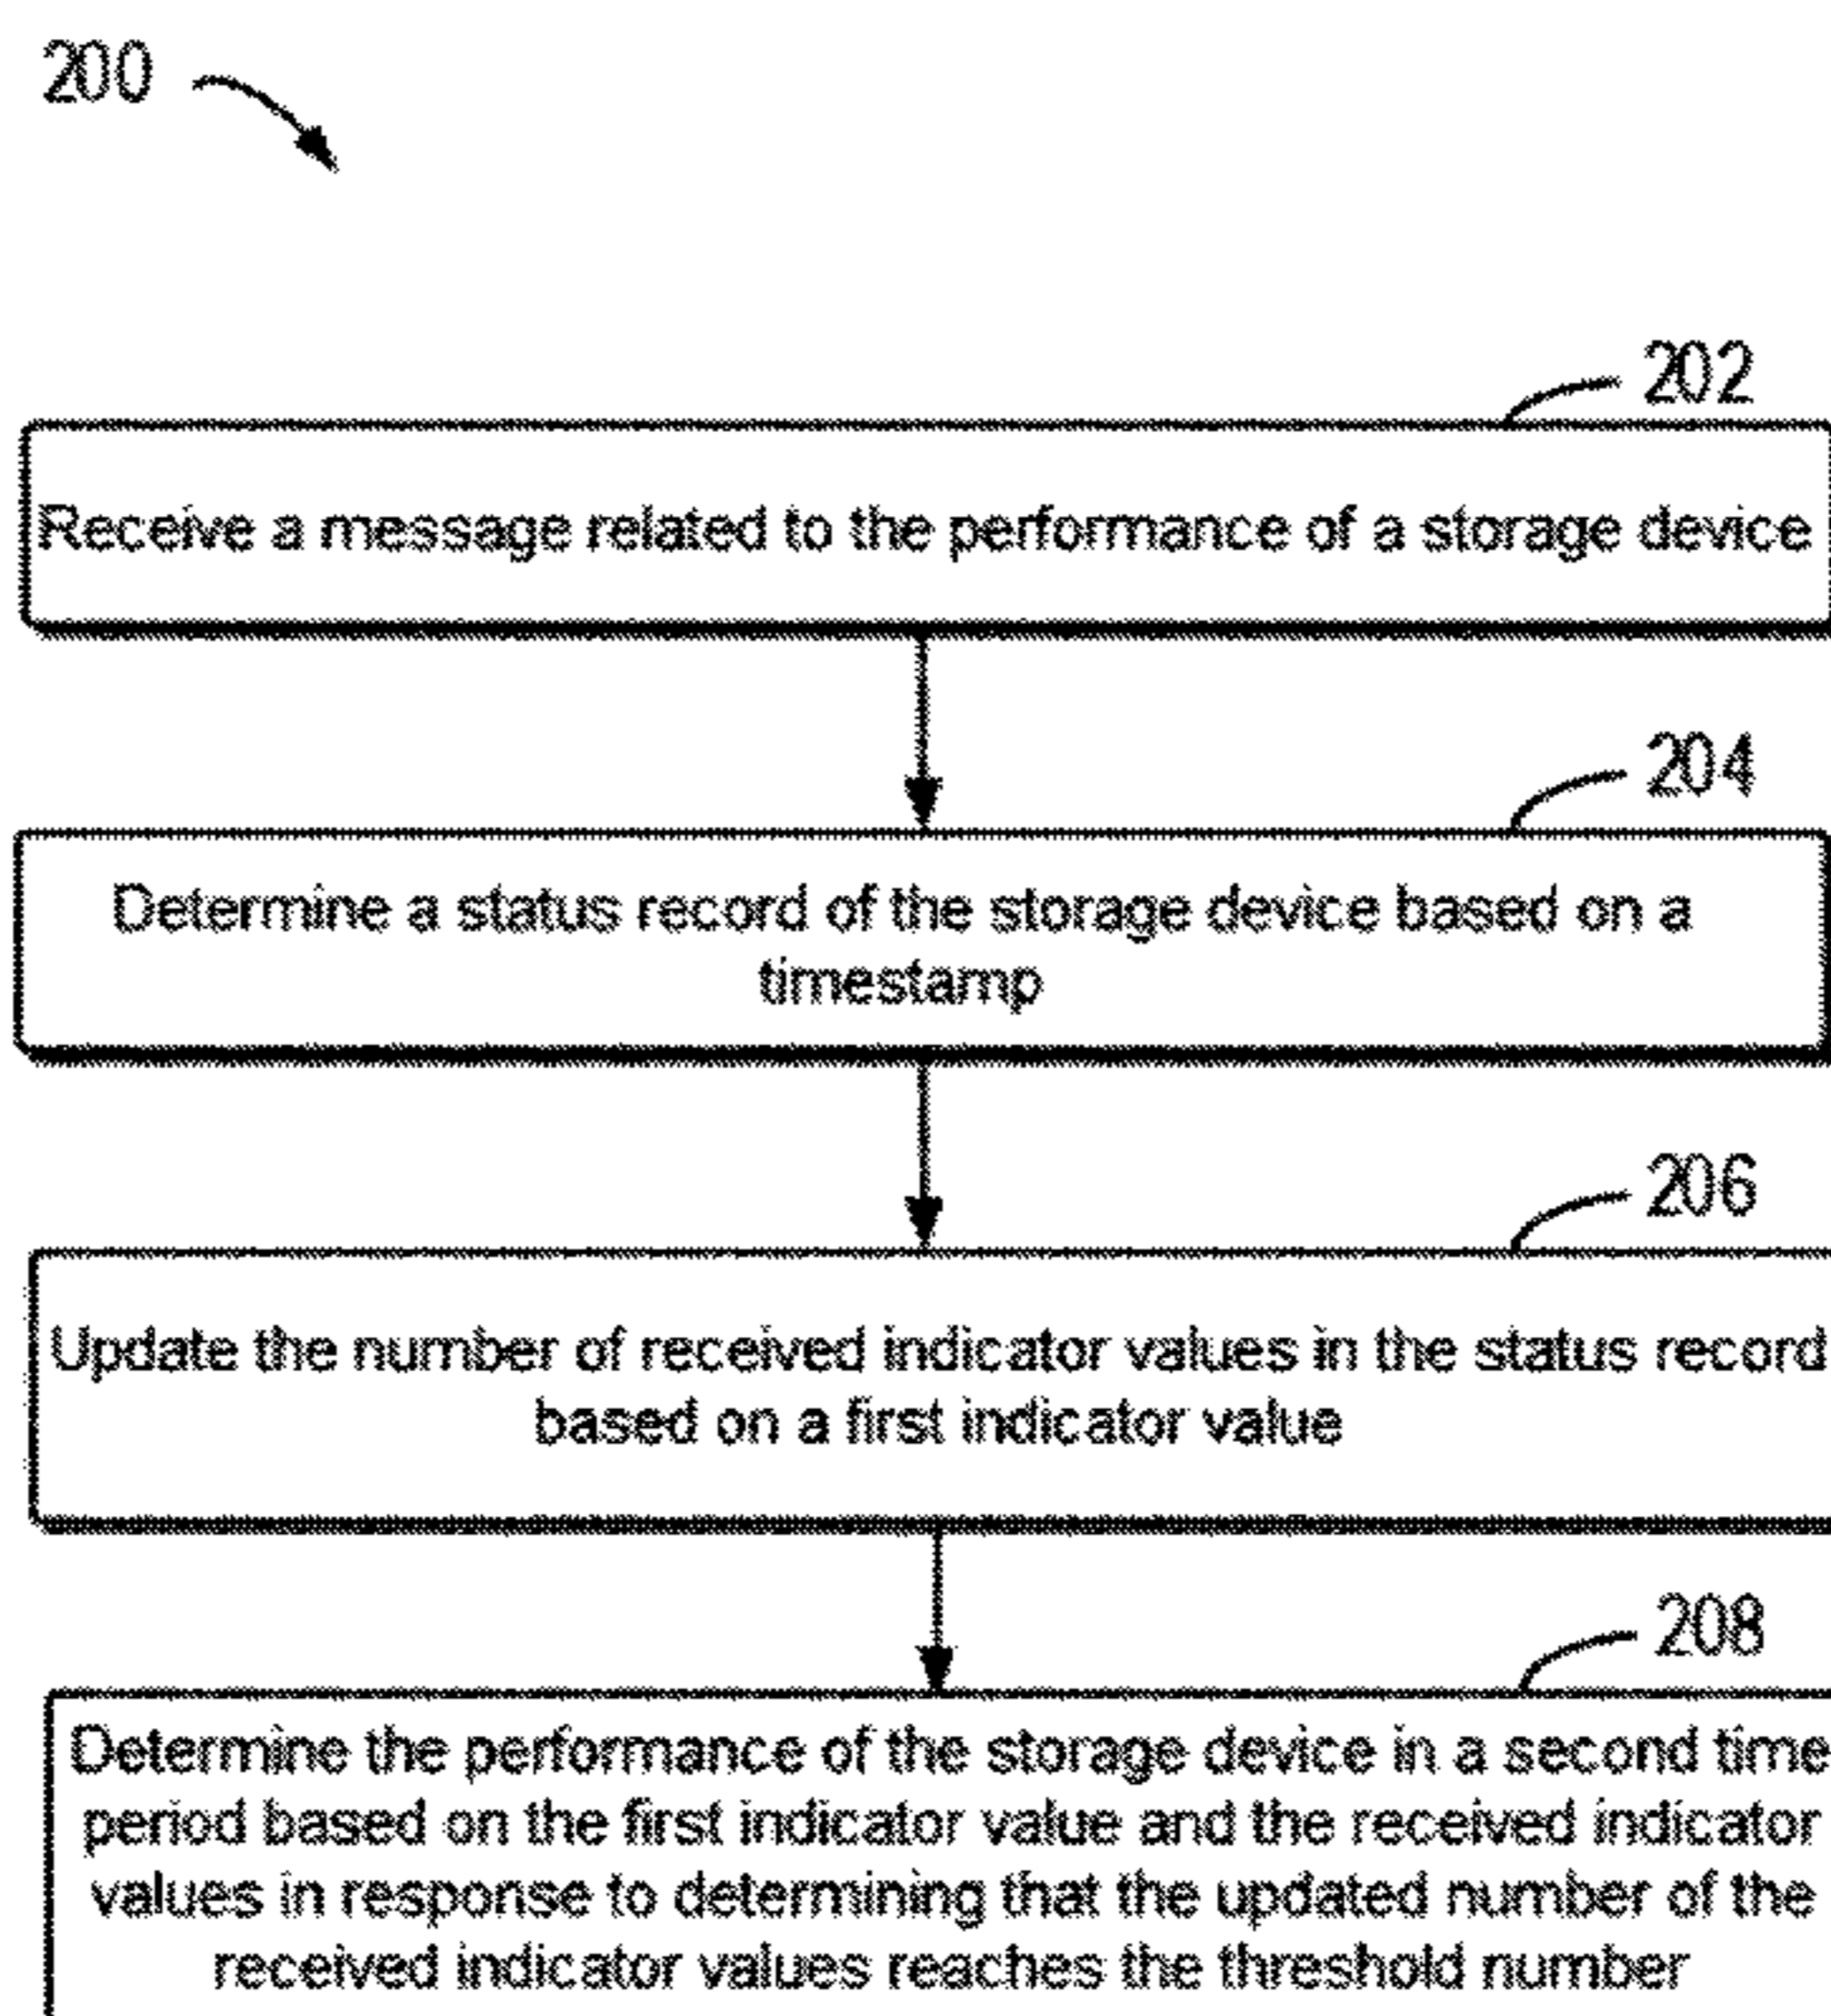 200
202
Receive a message related to the performance of a storage device
204
Determine a status record of the storage device based on a
timestamp
206
Update the number of received indicator values in the status record
based on a first indicator value
208
Determine the performance of the storage device in a second time
period based on the first indicator value and the received indicator
values in response to determining that the updated number of the
received indicator values reaches the threshold number